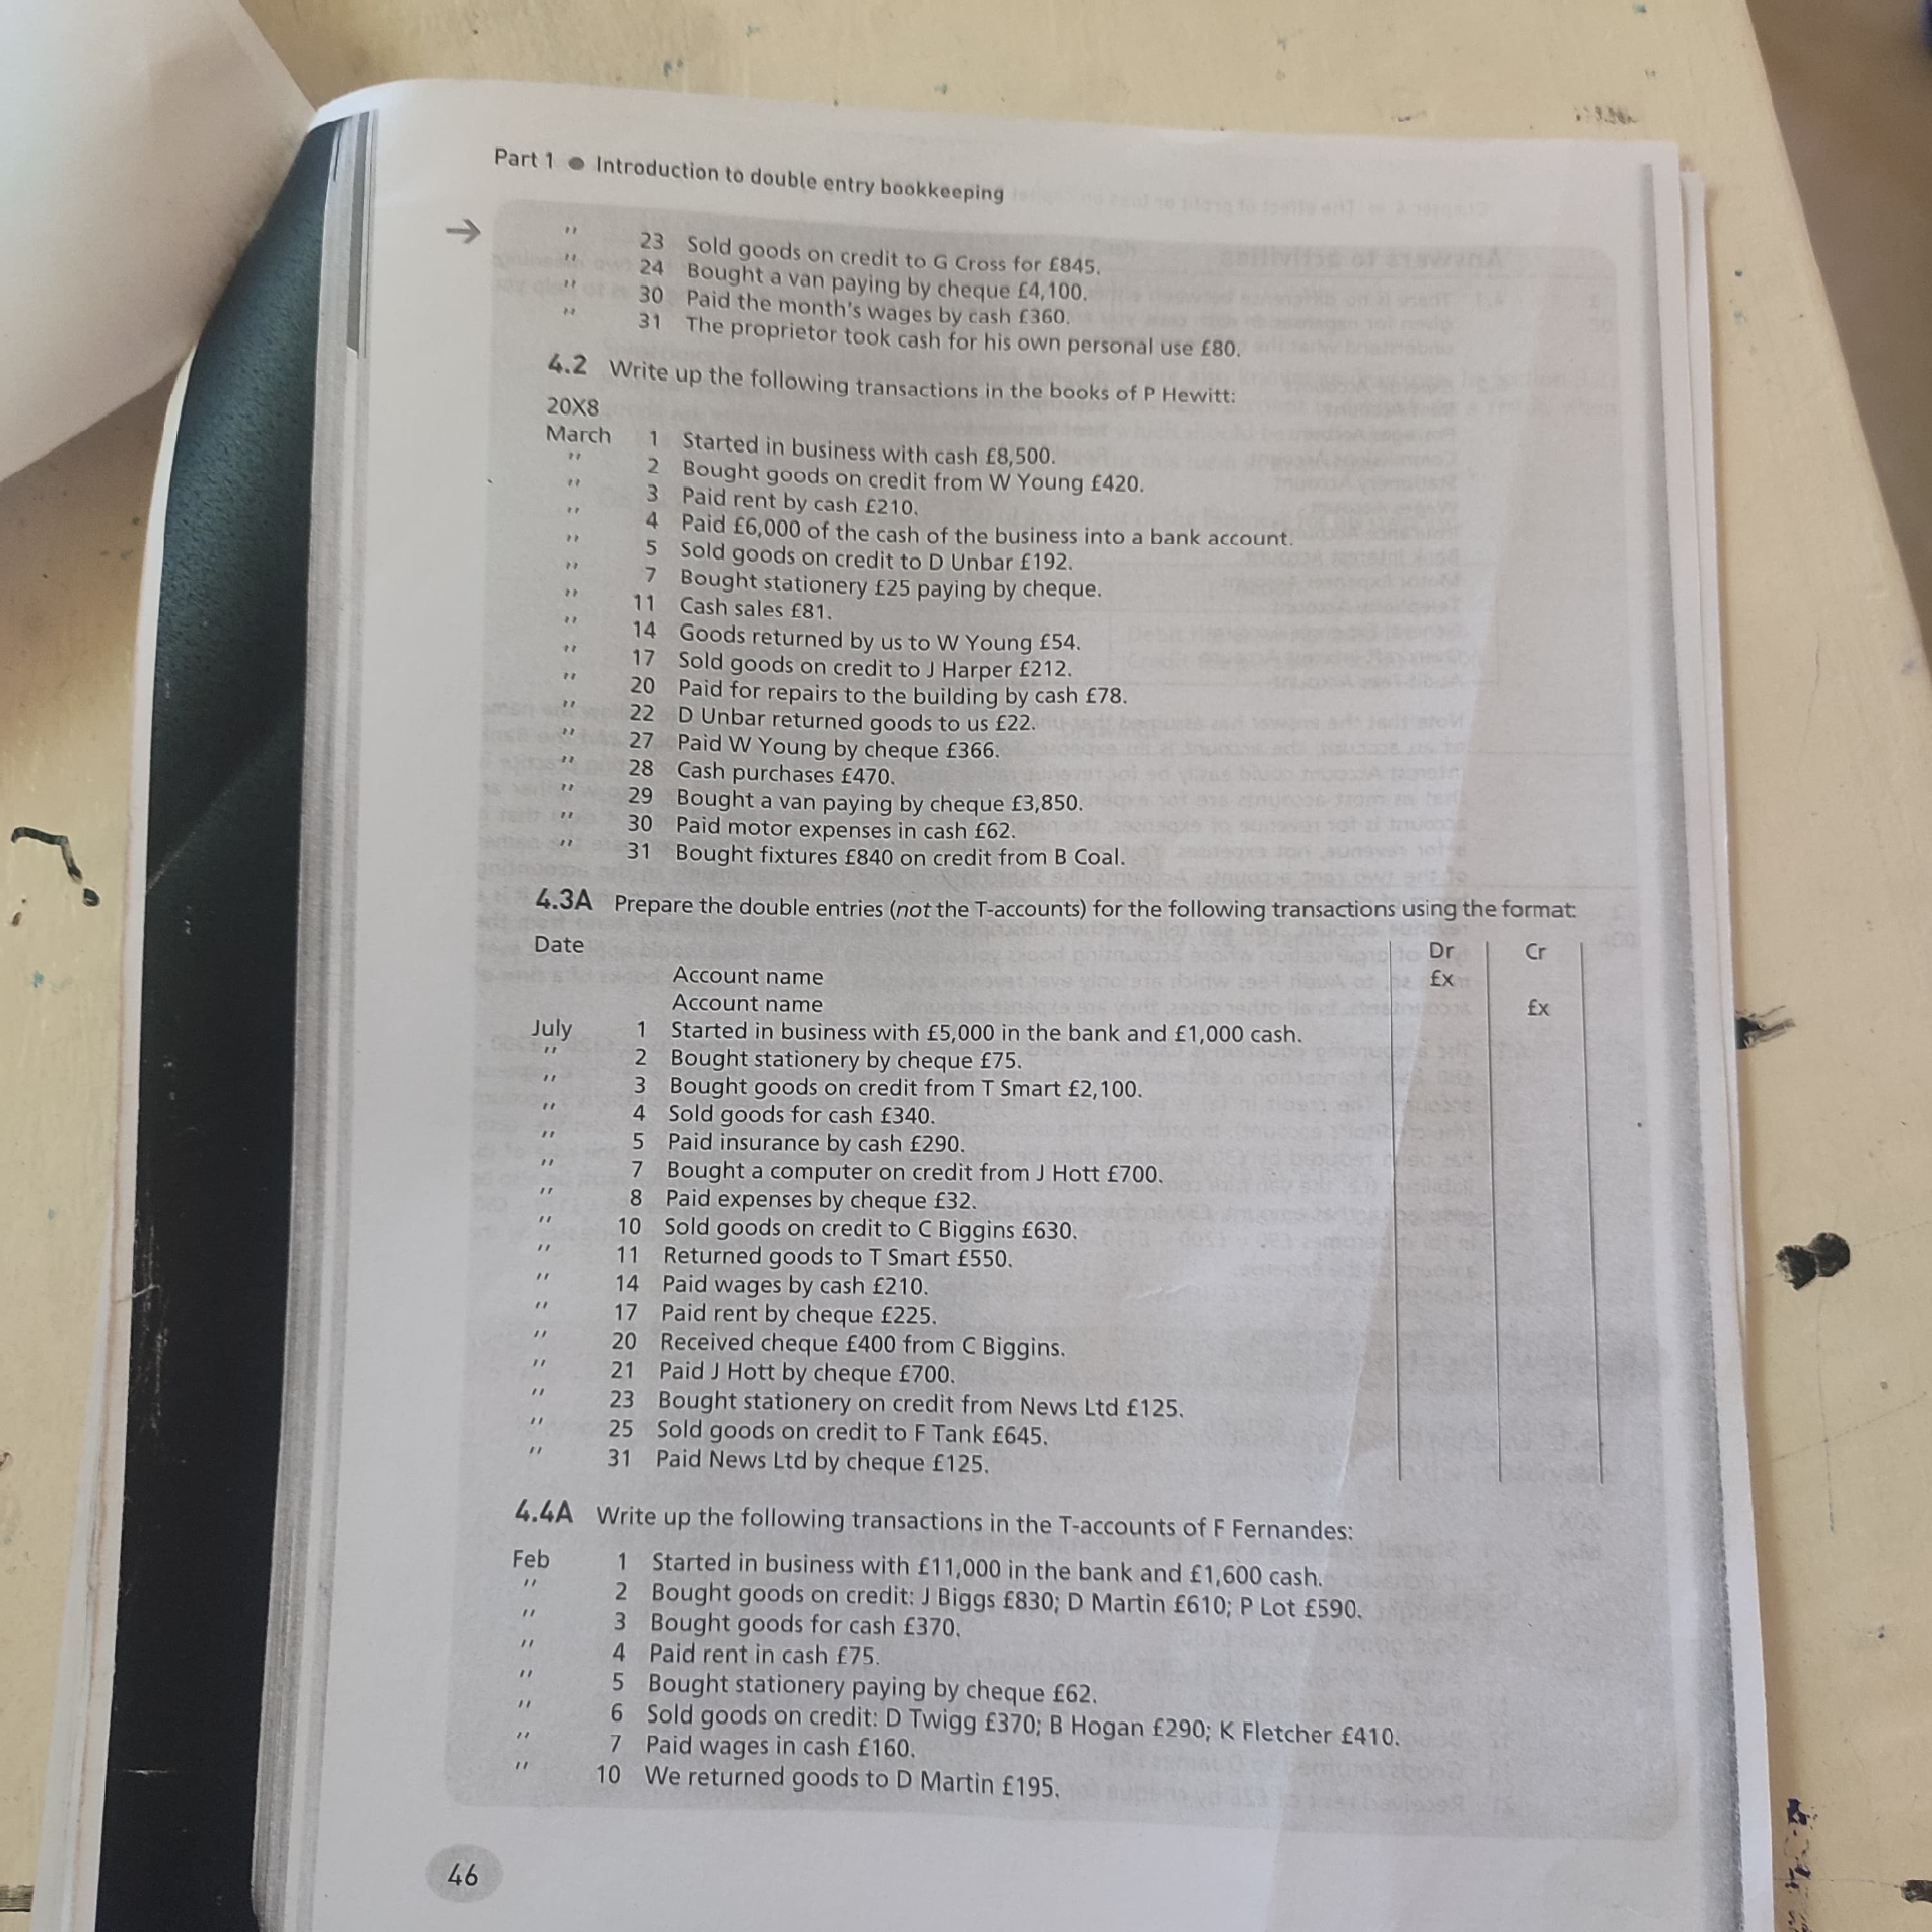 Part 1 ● Introduction to double entry bookkeeping
→ " 23 Sold goods on credit to G Cross for £845.
" 24 Bought a van paying by cheque £4,100.
" 30 Paid the month's wages by cash £360.
" 31 The proprietor took cash for his own personal use £80.
4.2 Write up the following transactions in the books of P Hewitt:
20X8
March 1 Started in business with cash £8,500.
" 2 Bought goods on credit from W Young £420.
" 3 Paid rent by cash £210.
" 4 Paid £6,000 of the cash of the business into a bank account.
" 5 Sold goods on credit to D Unbar £192.
" 7 Bought stationery £25 paying by cheque.
" 11 Cash sales £81.
" 14 Goods returned by us to W Young £54.
" 17 Sold goods on credit to J Harper £212.
" 20 Paid for repairs to the building by cash £78.
" 22 D Unbar returned goods to us £22.
" 27 Paid W Young by cheque £366.
" 28 Cash purchases £470.
" 29 Bought a van paying by cheque £3,850.
" 30 Paid motor expenses in cash £62.
" 31 Bought fixtures £840 on credit from B Coal.
4.3A Prepare the double entries (not the T-accounts) for the following transactions using the format:
Date Dr Cr
Account name £x
Account name £x
July 1 Started in business with £5,000 in the bank and £1,000 cash.
" 2 Bought stationery by cheque £75.
" 3 Bought goods on credit from T Smart £2,100.
" 4 Sold goods for cash £340.
" 5 Paid insurance by cash £290.
" 7 Bought a computer on credit from J Hott £700.
" 8 Paid expenses by cheque £32.
" 10 Sold goods on credit to C Biggins £630.
" 11 Returned goods to T Smart £550.
" 14 Paid wages by cash £210.
" 17 Paid rent by cheque £225.
" 20 Received cheque £400 from C Biggins.
" 21 Paid J Hott by cheque £700.
" 23 Bought stationery on credit from News Ltd £125.
" 25 Sold goods on credit to F Tank £645.
" 31 Paid News Ltd by cheque £125.
4.4A Write up the following transactions in the T-accounts of F Fernandes:
Feb 1 Started in business with £11,000 in the bank and £1,600 cash.
" 2 Bought goods on credit: J Biggs £830; D Martin £610; P Lot £590.
" 3 Bought goods for cash £370.
" 4 Paid rent in cash £75.
" 5 Bought stationery paying by cheque £62.
" 6 Sold goods on credit: D Twigg £370; B Hogan £290; K Fletcher £410.
" 7 Paid wages in cash £160.
" 10 We returned goods to D Martin £195.
46